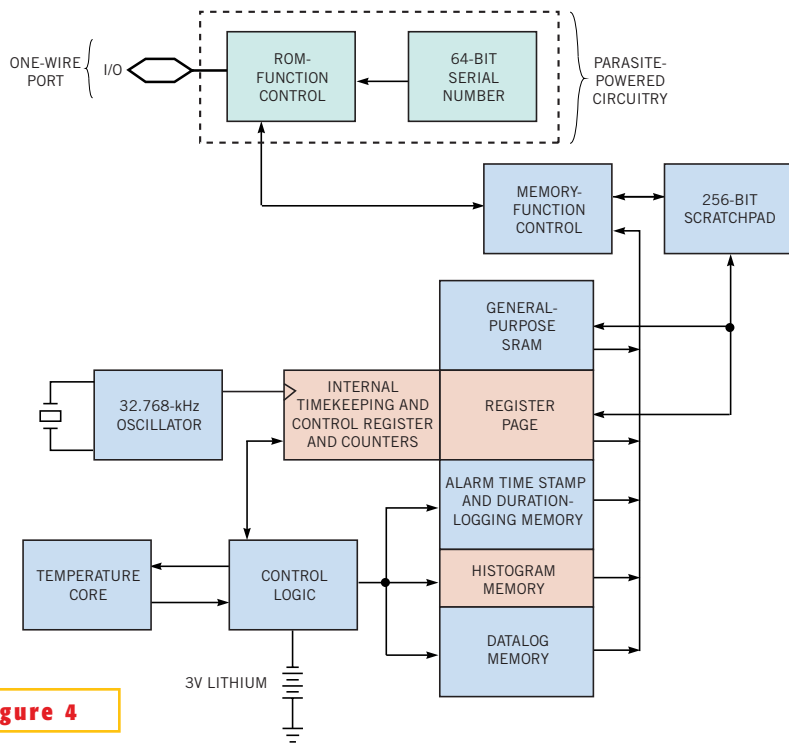 ONE-WIRE
PORT
I/O
ROM-
FUNCTION
CONTROL
64-BIT
SERIAL
NUMBER
PARASITE-
POWERED
CIRCUITRY
MEMORY-
FUNCTION
CONTROL
256-BIT
SCRATCHPAD
GENERAL-
PURPOSE
SRAM
32.768-kHz
OSCILLATOR
INTERNAL
TIMEKEEPING AND
CONTROL REGISTER
AND COUNTERS
REGISTER
PAGE
ALARM TIME STAMP
AND DURATION-
LOGGING MEMORY
TEMPERATURE
CORE
CONTROL
LOGIC
HISTOGRAM
MEMORY
DATALOG
MEMORY
3V LITHIUM
gure 4